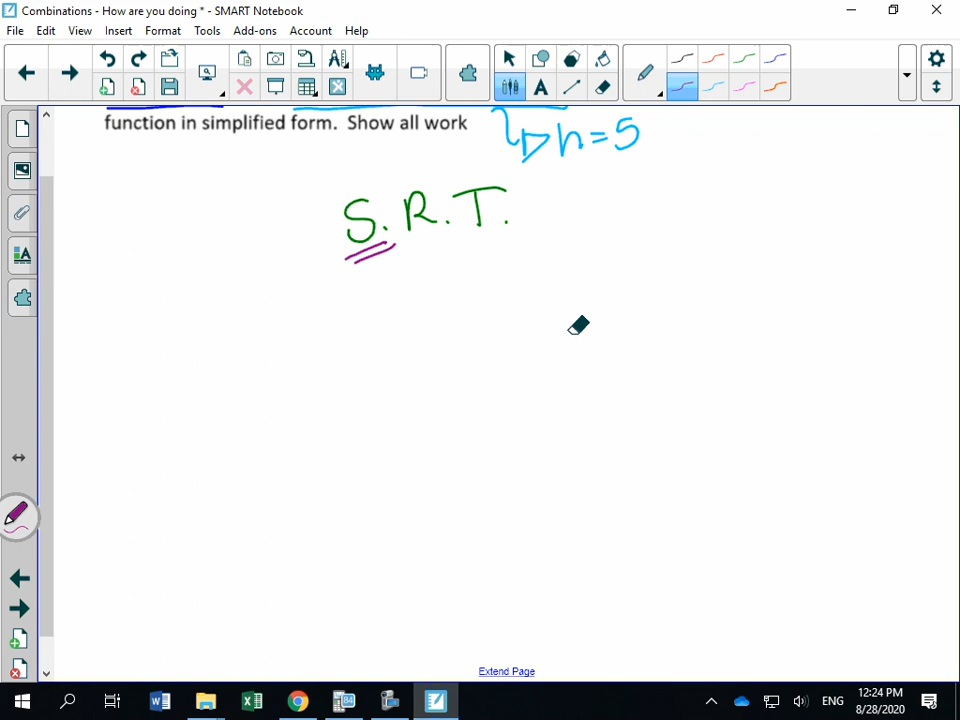 Combinations - How are you doing * - SMART Notebook
File Edit View Insert Format Tools Add-ons Account Help
function in simplified form. Show all work
h = 5
S. R. T.
Extend Page
ENG
12:24 PM
8/28/2020